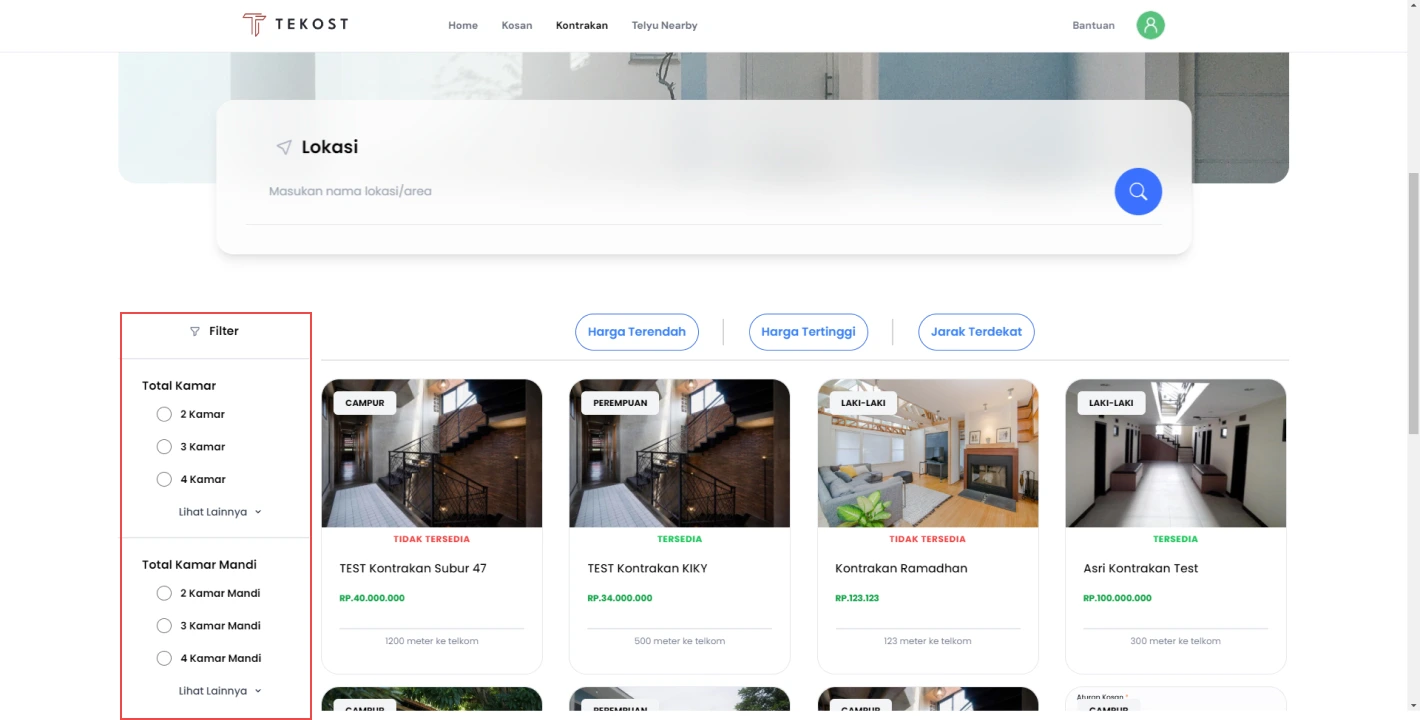 TEKOST
Home Kosan Kontrakan Telyu Nearby
Bantuan
Lokasi
Masukan nama lokasi/area
Filter
Total Kamar
2 Kamar
3 Kamar
4 Kamar
Lihat Lainnya
Total Kamar Mandi
2 Kamar Mandi
3 Kamar Mandi
4 Kamar Mandi
Lihat Lainnya
Harga Terendah
Harga Tertinggi
Jarak Terdekat
CAMPUR
TIDAK TERSEDIA
TEST Kontrakan Subur 47
RP.40.000.000
1200 meter ke telkom
PEREMPUAN
TERSEDIA
TEST Kontrakan KIKY
RP.34.000.000
500 meter ke telkom
LAKI-LAKI
TIDAK TERSEDIA
Kontrakan Ramadhan
RP.123.123
123 meter ke telkom
LAKI-LAKI
TERSEDIA
Asri Kontrakan Test
RP.100.000.000
300 meter ke telkom
CAMPUR
PEREMPUAN
CAMPUR
Aturan Kosan *
CAMPUR